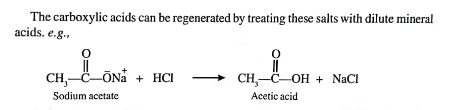 The carboxylic acids can be regenerated by treating these salts with dilute mineral
acids. e.g.,
O O
|| ||
CH₃—C—ŌNa⁺ + HCl ⟶ CH₃—C—OH + NaCl
Sodium acetate Acetic acid